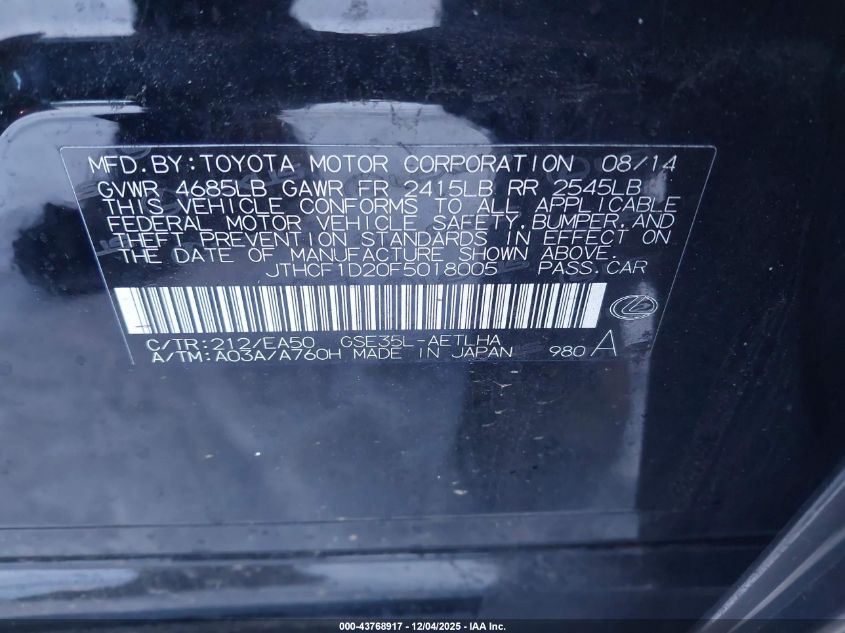 MFD.BY:TOYOTA MOTOR CORPORATION 08/14
GVWR 4685LB GAWR FR 2415LB RR 2545LB
THIS VEHICLE CONFORMS TO ALL APPLICABLE
FEDERAL MOTOR VEHICLE SAFETY, BUMPER, AND
THEFT PREVENTION STANDARDS IN EFFECT ON
THE DATE OF MANUFACTURE SHOWN ABOVE.
JTHCF1D20F5018005 PASS.CAR
C/TR:212/EA50 GSE35L-AETLHA
A/TM:A03A/A760H MADE IN JAPAN 980 A
000-43768917 - 12/04/2025 - IAA Inc.